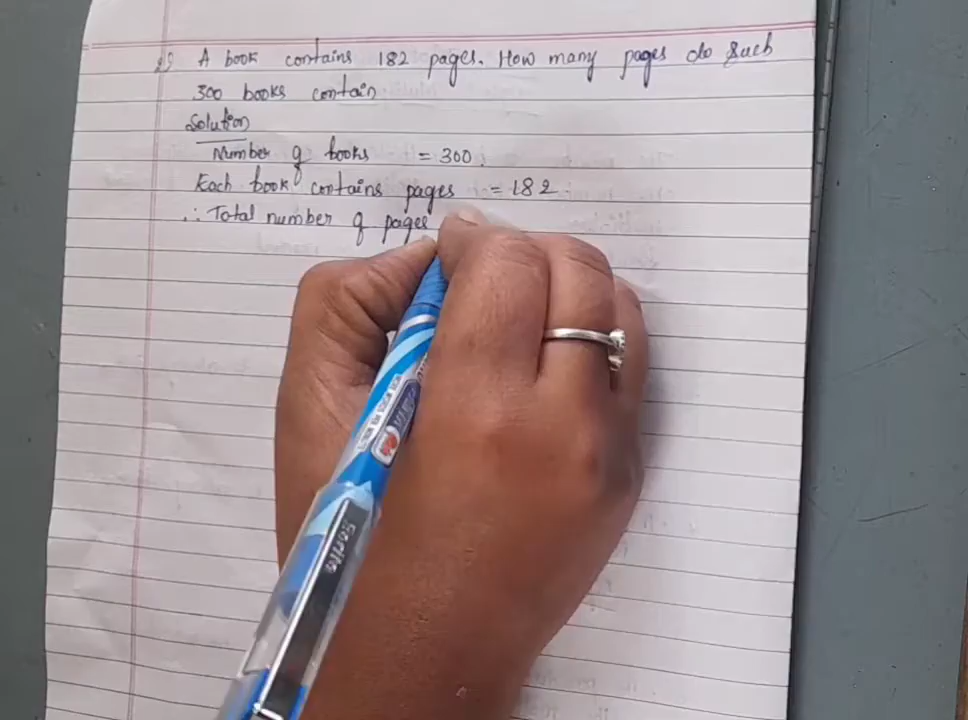 A book contains 182 pages. How many pages do such
300 books contain
Solution
Number of books = 300
Each book contains pages = 182
∴ Total number of pages